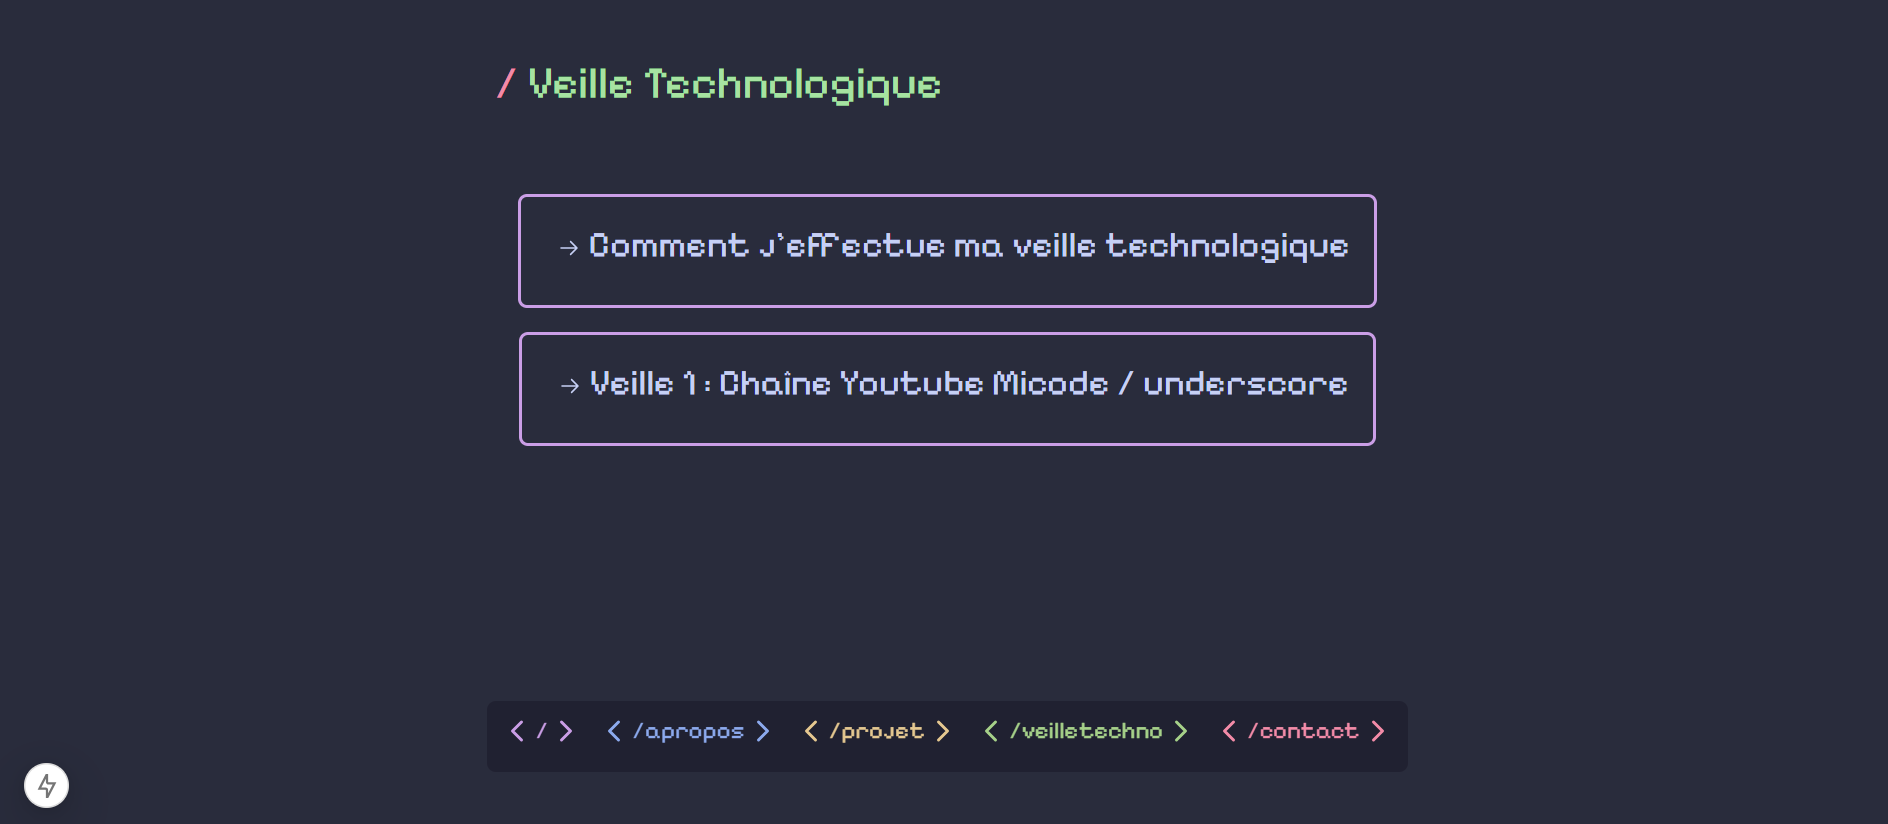 / Veille Technologique
→ Comment j'effectue ma veille technologique
→ Veille 1 : Chaîne Youtube Micode / underscore
< / > < /apropos > < /projet > < /veilletechno > < /contact >